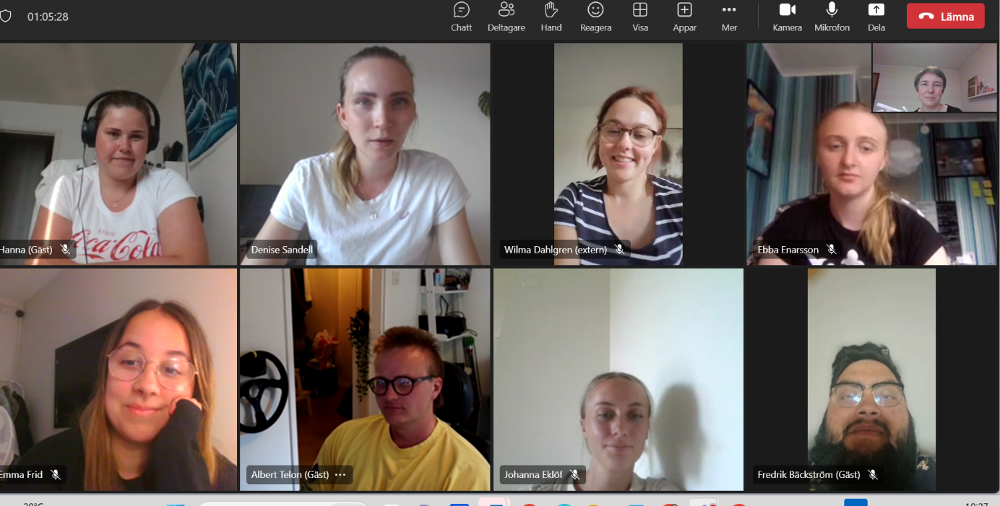 01:05:28
Chatt
Deltagare
Hand
Reagera
Visa
Appar
Mer
Kamera
Mikrofon
Dela
Lämna
Enjoy
Coca-Cola
Hanna (Gäst)
Denise Sandell
Wilma Dahlgren (extern)
Ebba Enarsson
Emma Frid
Albert Telon (Gäst)
Johanna Eklöf
Fredrik Bäckström (Gäst)